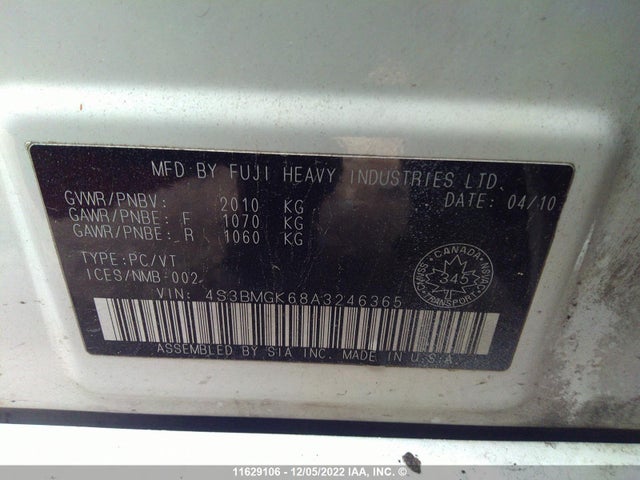 MFD BY FUJI HEAVY INDUSTRIES LTD.
GVWR/PNBV : 2010 KG DATE: 04/10
GAWR/PNBE: F 1070 KG
GAWR/PNBE: R 1060 KG
TYPE:PC/VT
ICES/NMB-002
CANADA
345
TRANSPORT
VIN: 4S3BMGK68A3246365
ASSEMBLED BY SIA INC. MADE IN U.S.A.
11629106 - 12/05/2022 IAA, INC. ©